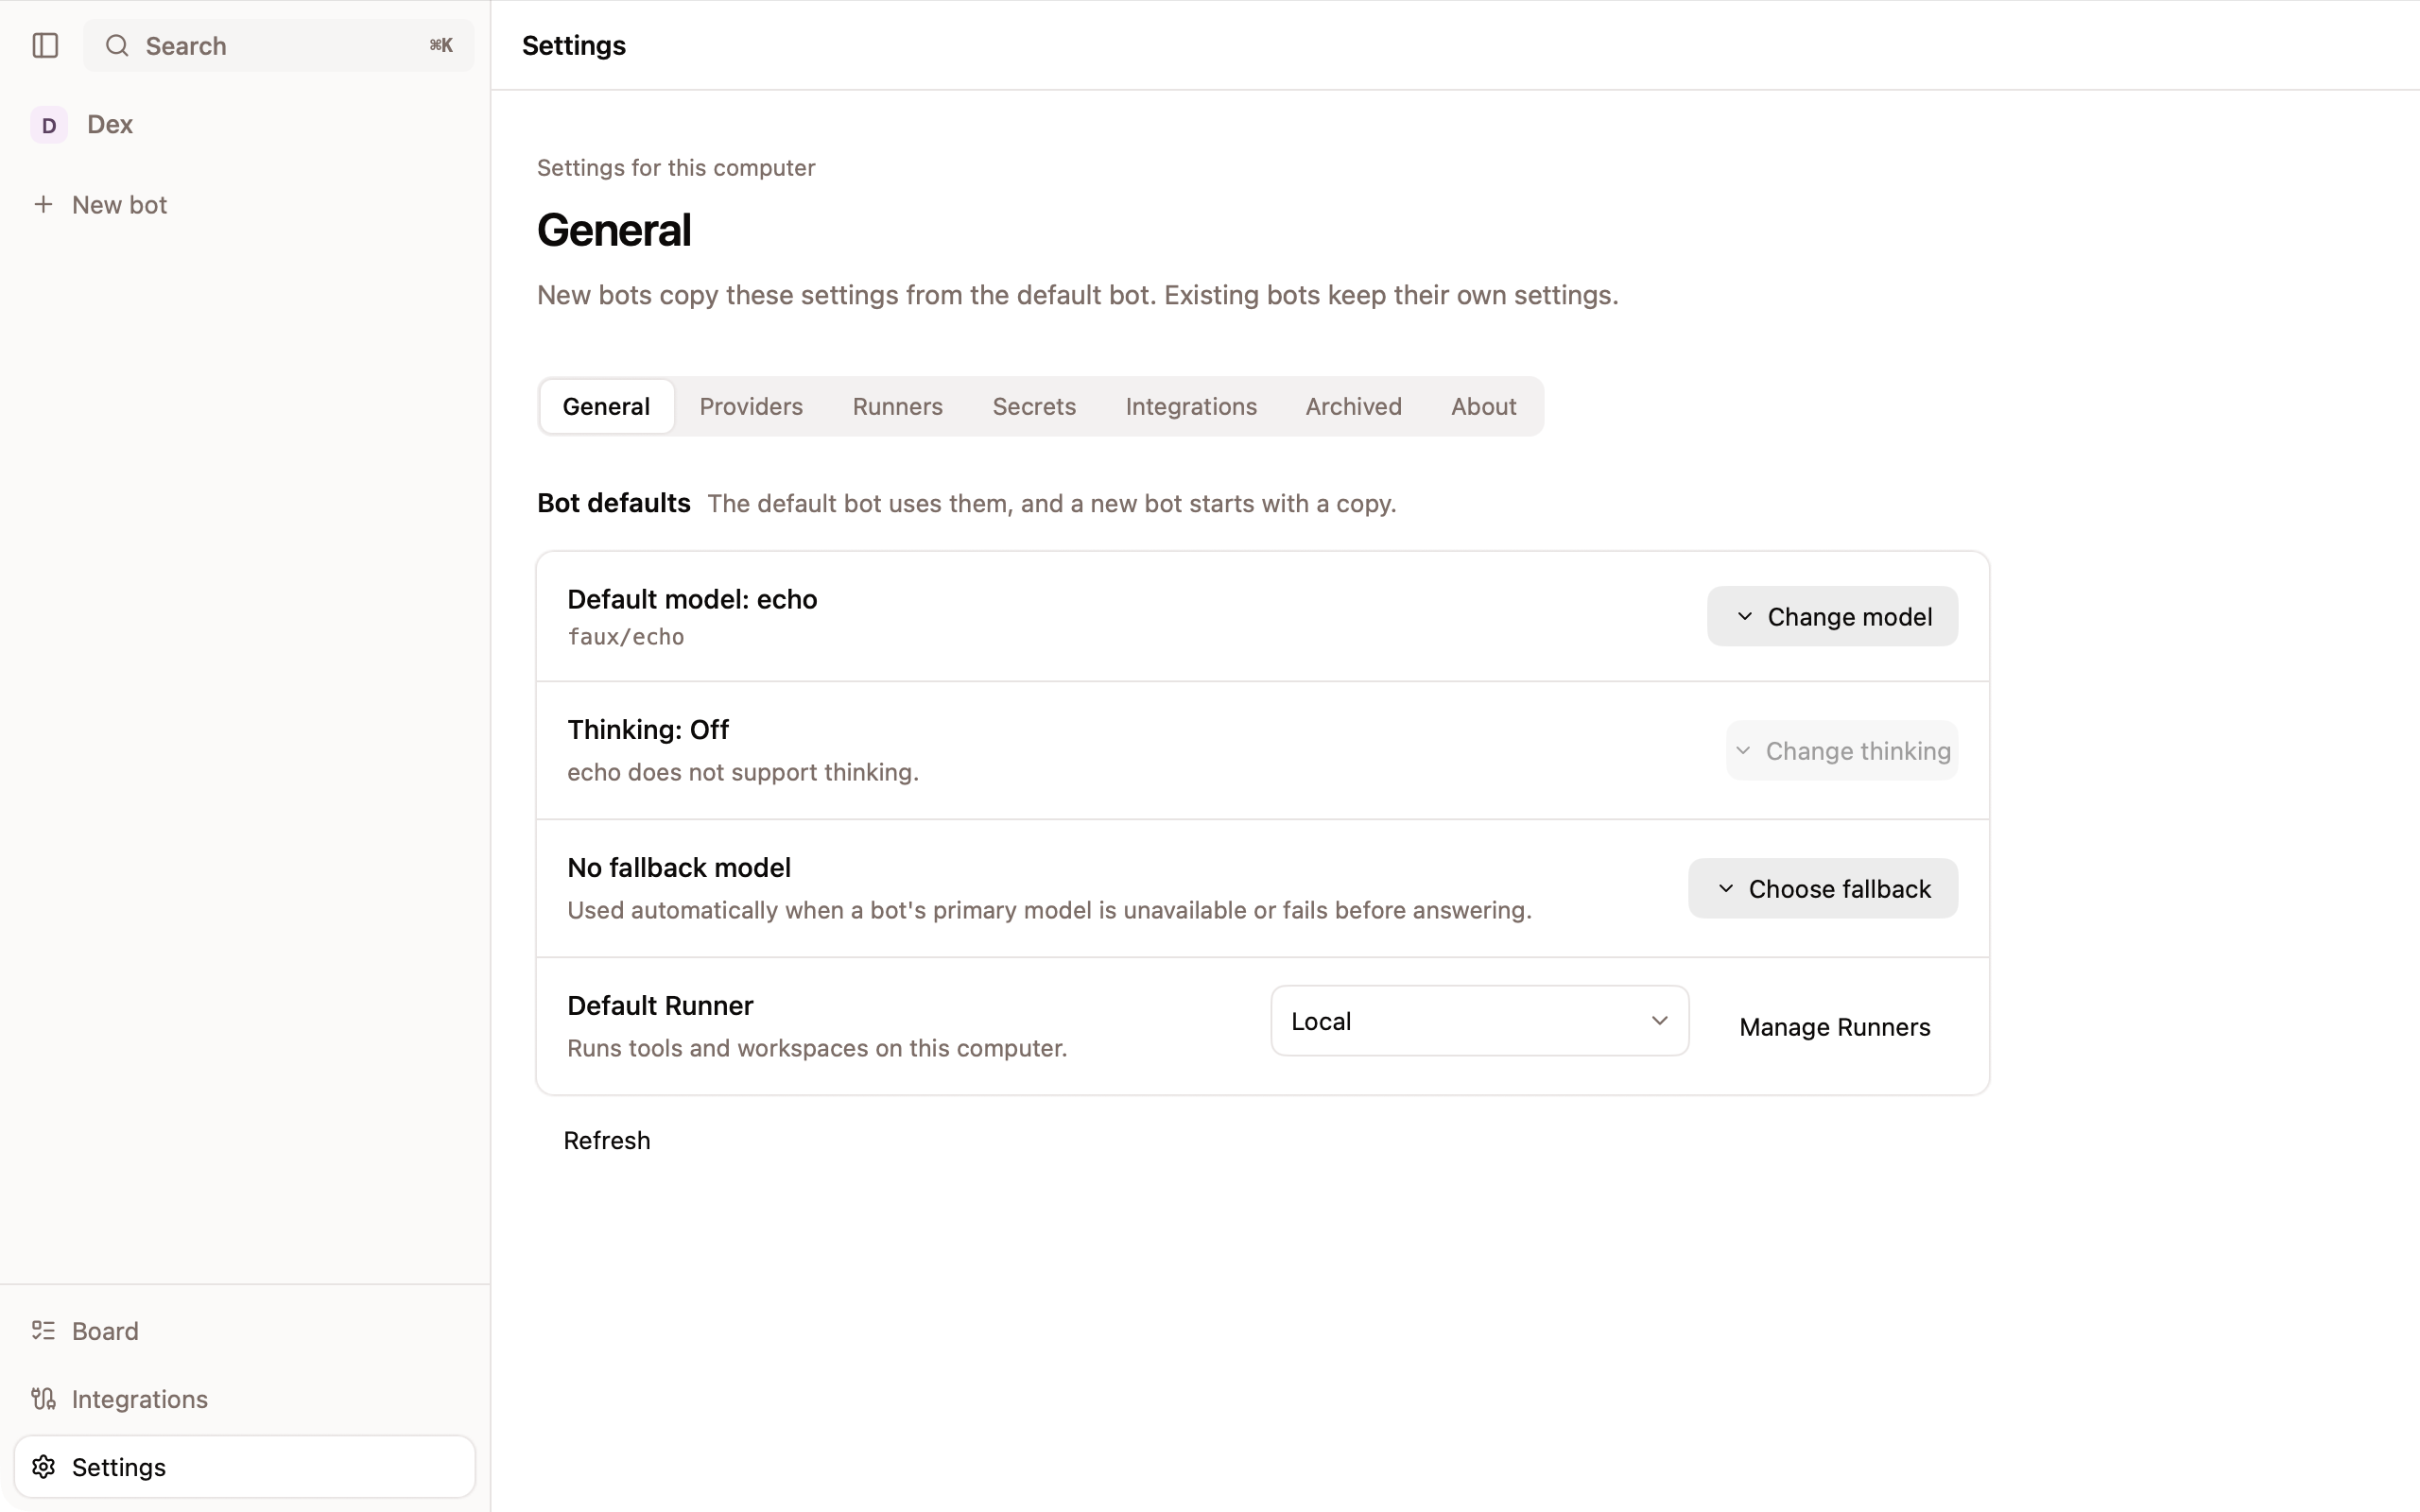 Search ⌘K
D Dex
New bot
Board
Integrations
Settings
Settings
Settings for this computer
General
New bots copy these settings from the default bot. Existing bots keep their own settings.
General Providers Runners Secrets Integrations Archived About
Bot defaults The default bot uses them, and a new bot starts with a copy.
Default model: echo
faux/echo
Change model
Thinking: Off
echo does not support thinking.
Change thinking
No fallback model
Used automatically when a bot's primary model is unavailable or fails before answering.
Choose fallback
Default Runner
Runs tools and workspaces on this computer.
Local
Manage Runners
Refresh